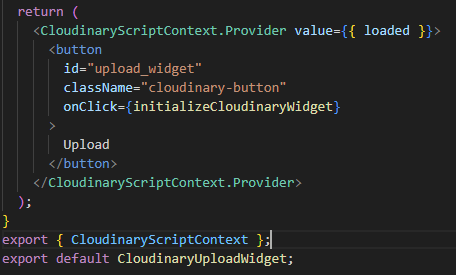 return (
<CloudinaryScriptContext.Provider value={{ loaded }}>
<button
id="upload_widget"
className="cloudinary-button"
onClick={initializeCloudinaryWidget}
>
Upload
</button>
</CloudinaryScriptContext.Provider>
);
}
export { CloudinaryScriptContext };
export default CloudinaryUploadWidget;